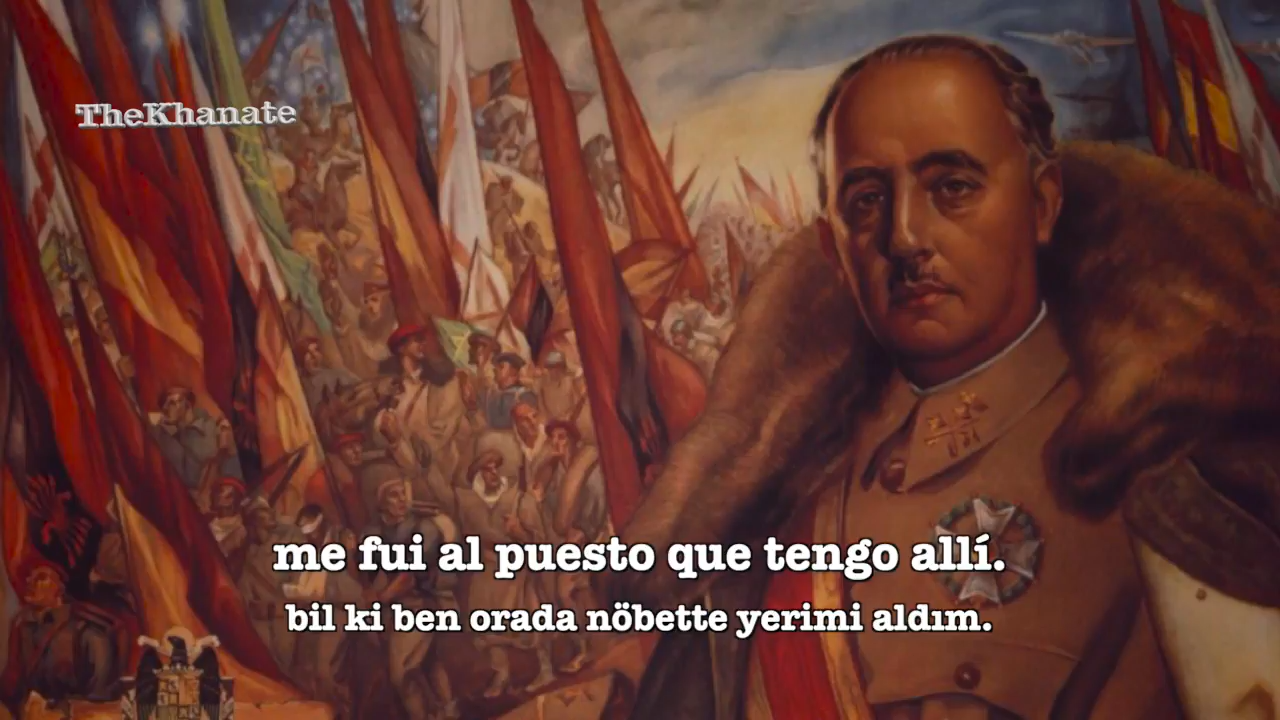 TheKhanate
me fui al puesto que tengo allí.
bil ki ben orada nöbette yerimi aldım.